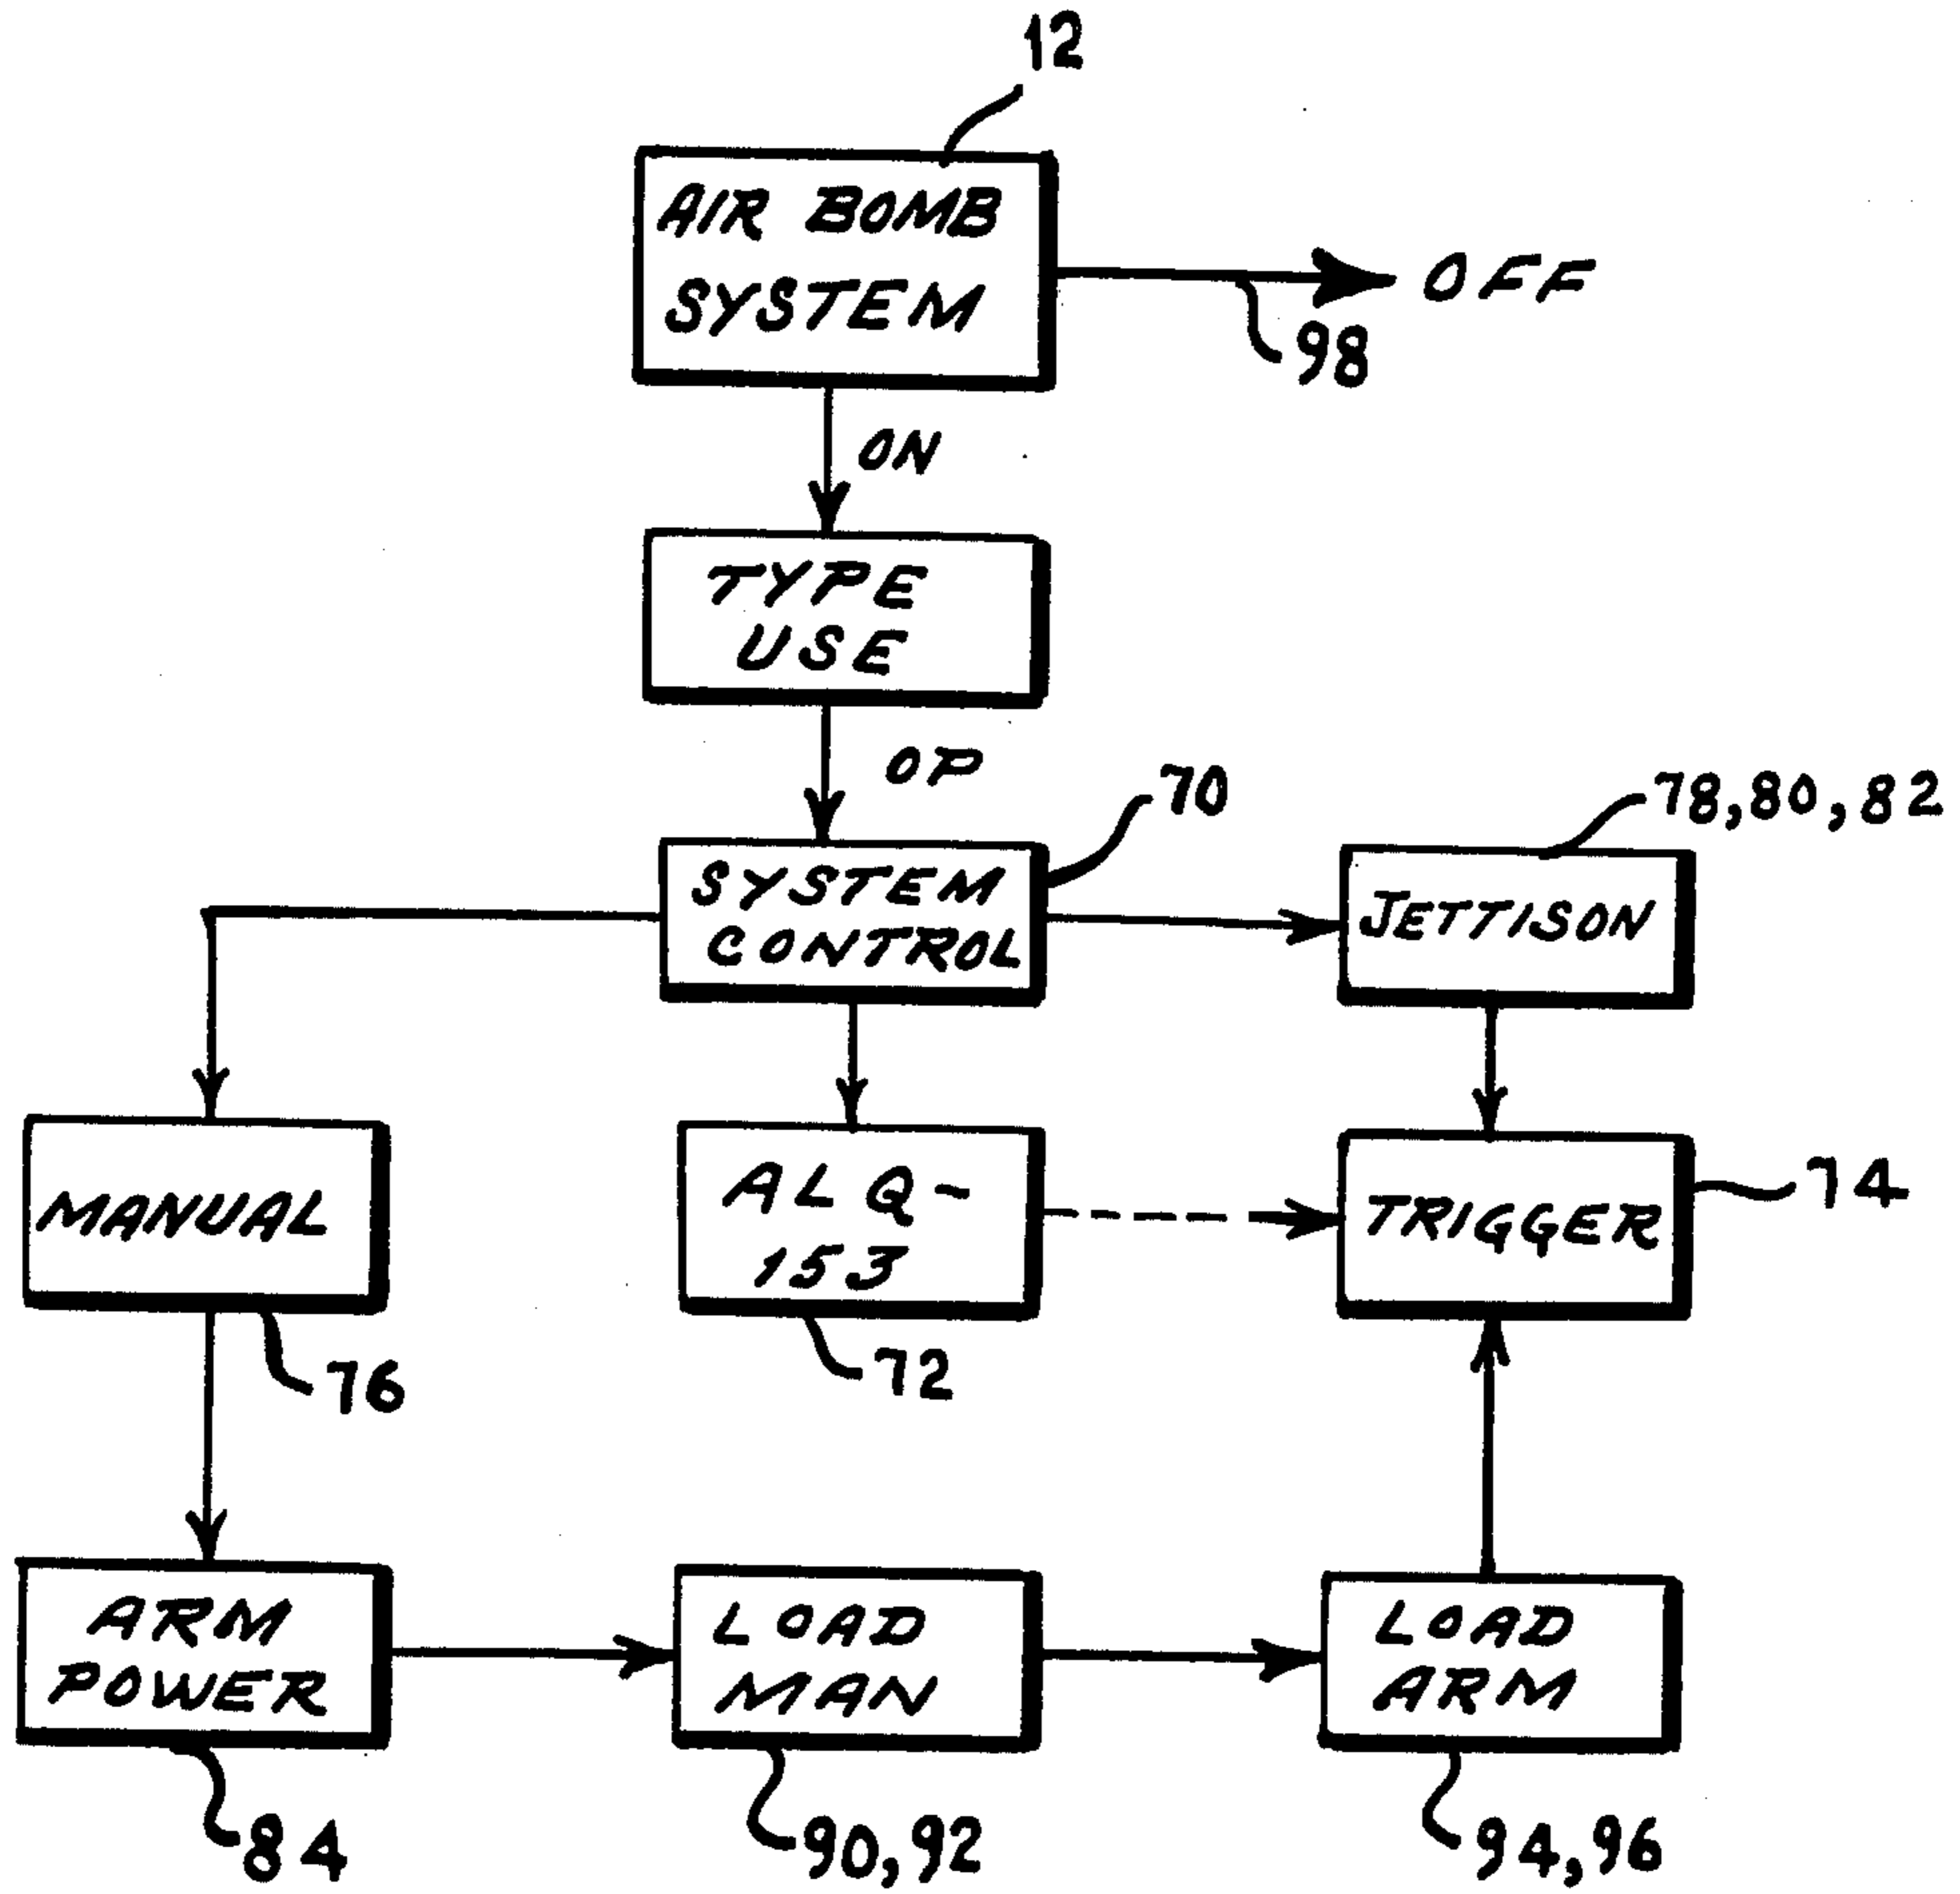 12
AIR BOMB
SYSTEM
OFF
98
ON
TYPE
USE
OP
70
78,80,82
SYSTEM
CONTROL
JETTISON
MANUAL
ALQ-
153
TRIGGER
74
76
72
ARM
POWER
LOAD
MAN
LOAD
ARM
84
90,92
94,96